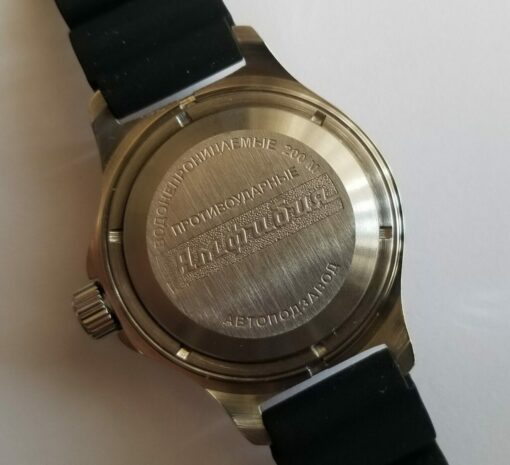 ВОДОНЕПРОНИЦАЕМЫЕ 200 М
ПРОТИВОУДАРНЫЕ
Амфибия
АВТОПОДЗАВОД